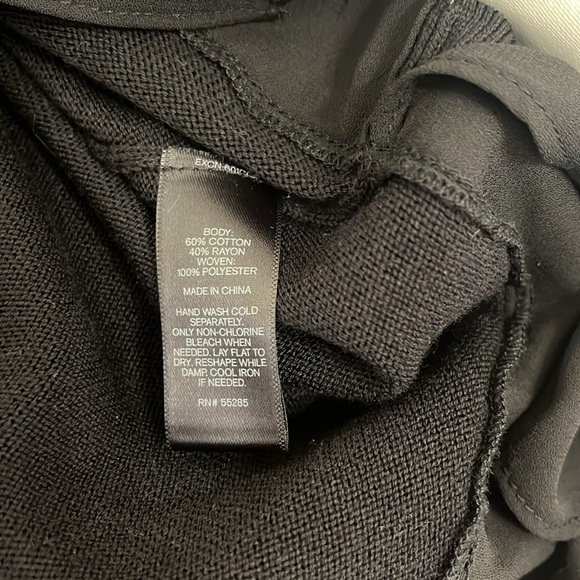 BODY:
60% COTTON
40% RAYON
WOVEN:
100% POLYESTER
MADE IN CHINA
HAND WASH COLD
SEPARATELY.
ONLY NON-CHLORINE
BLEACH WHEN
NEEDED. LAY FLAT TO
DRY. RESHAPE WHILE
DAMP. COOL IRON
IF NEEDED.
RN# 55285